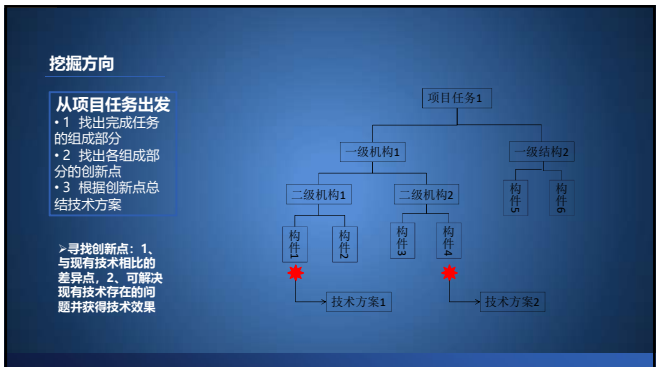 挖掘方向
从项目任务出发
• 1 找出完成任务
的组成部分
• 2 找出各组成部
分的创新点
• 3 根据创新点总
结技术方案
➢寻找创新点：1、
与现有技术相比的
差异点，2、可解决
现有技术存在的问
题并获得技术效果
项目任务1
一级机构1
一级结构2
二级机构1
二级机构2
构件5
构件6
构件1
构件2
构件3
构件4
技术方案1
技术方案2